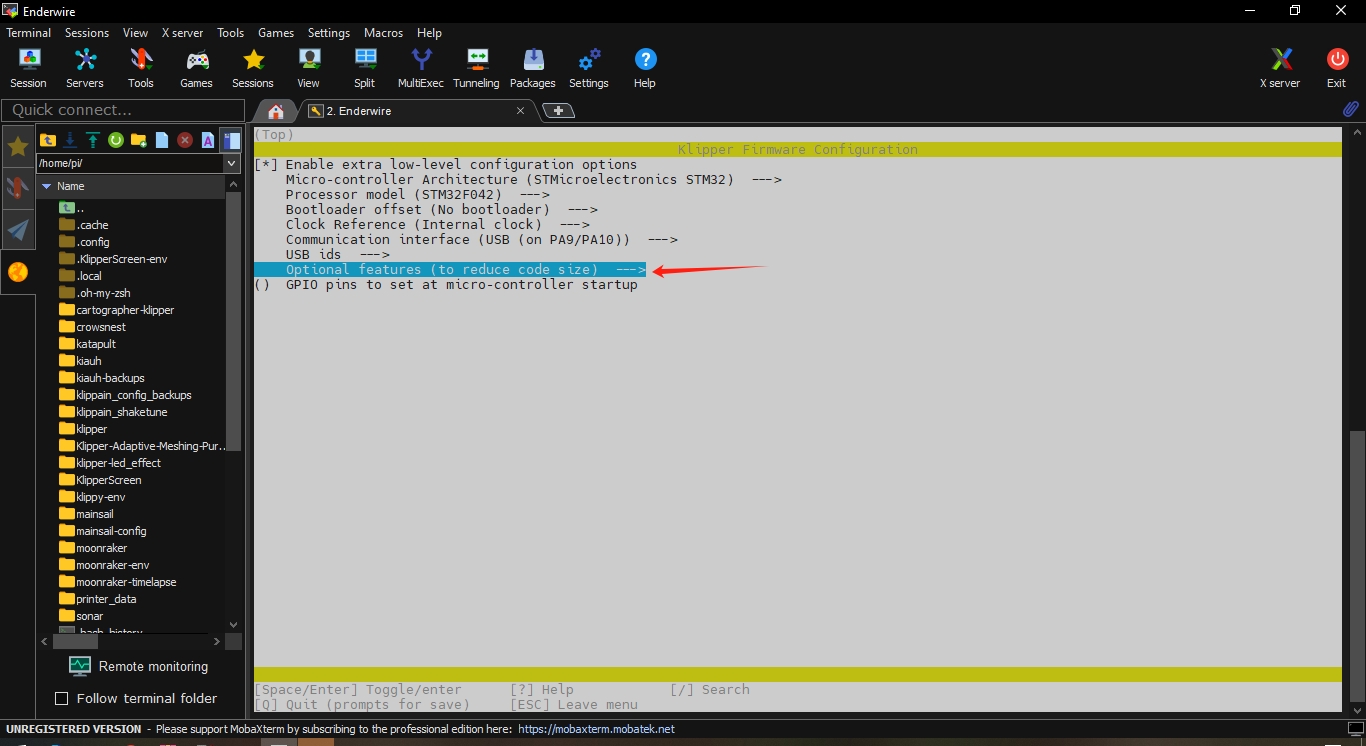 Enderwire
Terminal Sessions View X server Tools Games Settings Macros Help
Session Servers Tools Games Sessions View Split MultiExec Tunneling Packages Settings Help X server Exit
Quick connect...
2. Enderwire
/home/pi/
Name
..
.cache
.config
.KlipperScreen-env
.local
.oh-my-zsh
cartographer-klipper
crowsnest
katapult
kiauh
kiauh-backups
klippain_config_backups
klippain_shaketune
klipper
Klipper-Adaptive-Meshing-Pur..
klipper-led_effect
KlipperScreen
klippy-env
mainsail
mainsail-config
moonraker
moonraker-env
moonraker-timelapse
printer_data
sonar
.bash_history
Remote monitoring
Follow terminal folder
(Top)
Klipper Firmware Configuration
[*] Enable extra low-level configuration options
Micro-controller Architecture (STMicroelectronics STM32) --->
Processor model (STM32F042) --->
Bootloader offset (No bootloader) --->
Clock Reference (Internal clock) --->
Communication interface (USB (on PA9/PA10)) --->
USB ids --->
Optional features (to reduce code size) --->
() GPIO pins to set at micro-controller startup
[Space/Enter] Toggle/enter [?] Help [/] Search
[Q] Quit (prompts for save) [ESC] Leave menu
UNREGISTERED VERSION - Please support MobaXterm by subscribing to the professional edition here: https://mobaxterm.mobatek.net